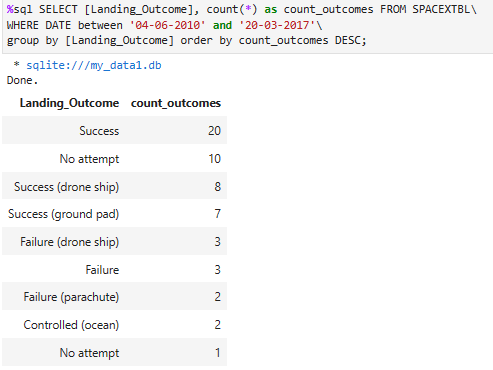 %sql SELECT [Landing_Outcome], count(*) as count_outcomes FROM SPACEXTBL\
WHERE DATE between '04-06-2010' and '20-03-2017'\
group by [Landing_Outcome] order by count_outcomes DESC;
* sqlite:///my_data1.db
Done.
Landing_Outcome count_outcomes
Success 20
No attempt 10
Success (drone ship) 8
Success (ground pad) 7
Failure (drone ship) 3
Failure 3
Failure (parachute) 2
Controlled (ocean) 2
No attempt 1